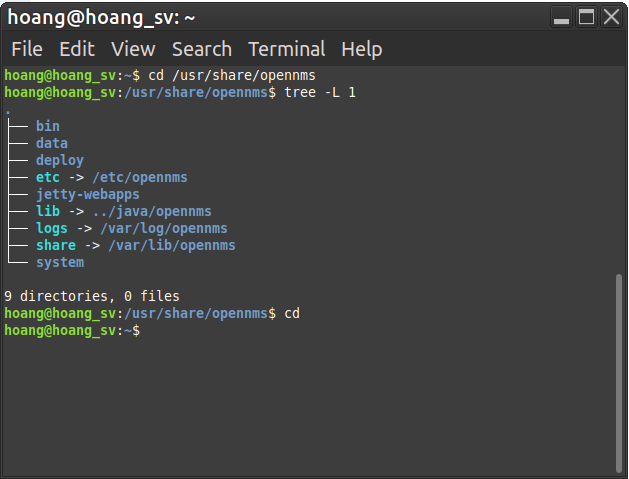 hoang@hoang_sv: ~
File Edit View Search Terminal Help
hoang@hoang_sv:~$ cd /usr/share/opennms
hoang@hoang_sv:/usr/share/opennms$ tree -L 1
.
├── bin
├── data
├── deploy
├── etc -> /etc/opennms
├── jetty-webapps
├── lib -> ../java/opennms
├── logs -> /var/log/opennms
├── share -> /var/lib/opennms
└── system
9 directories, 0 files
hoang@hoang_sv:/usr/share/opennms$ cd
hoang@hoang_sv:~$